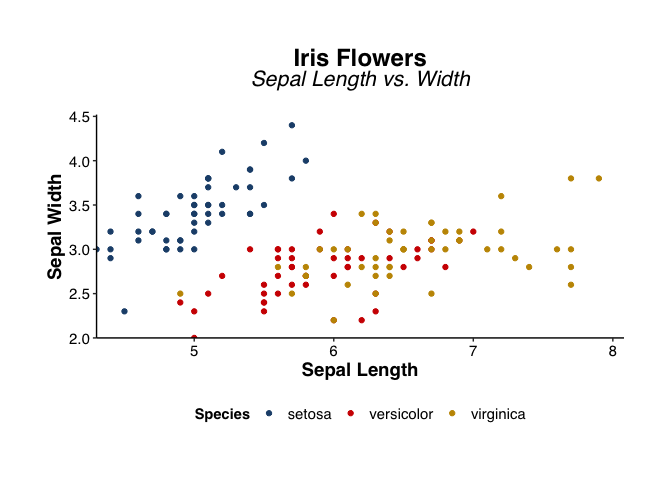 Iris Flowers
Sepal Length vs. Width
4.5
4.0
3.5
3.0
2.5
2.0
Sepal Width
5 6 7 8
Sepal Length
Species setosa versicolor virginica